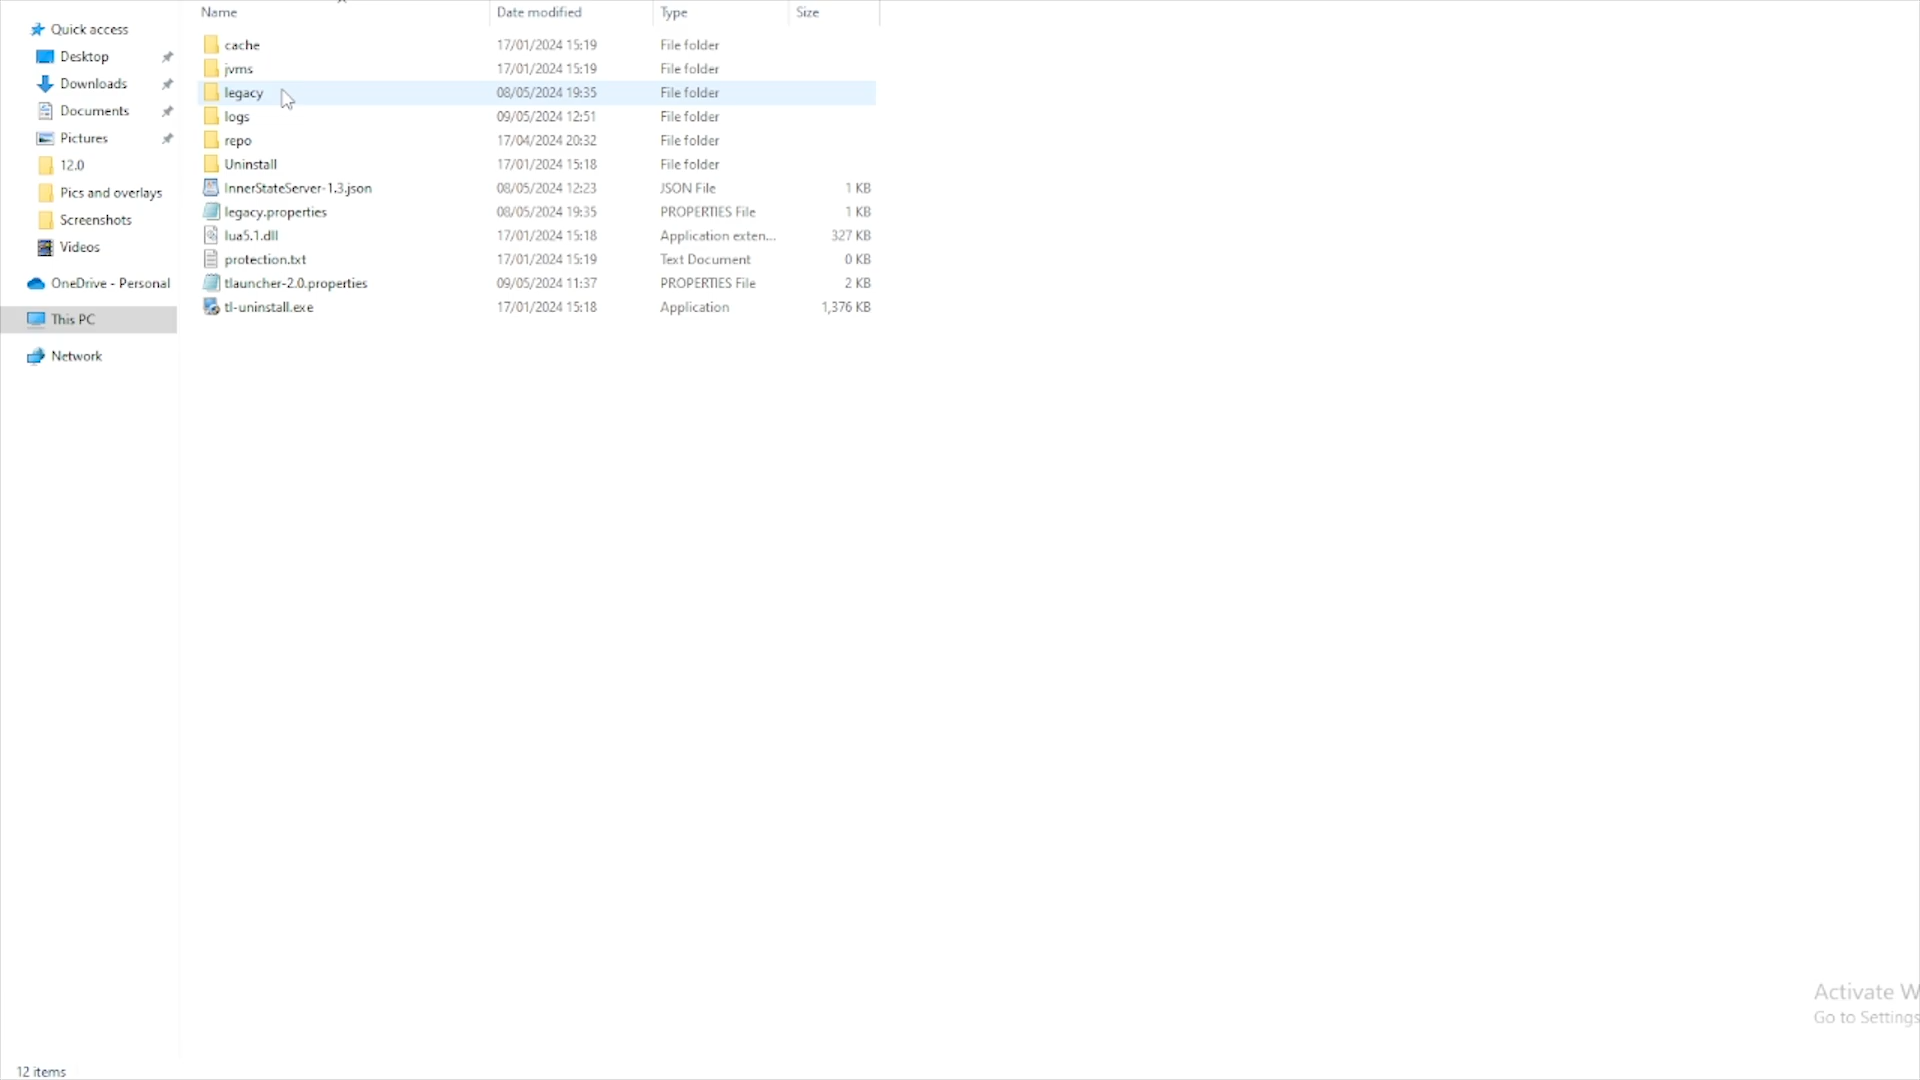 Name Date modified Type Size
Quick access
Desktop
Downloads
Documents
Pictures
12.0
Pics and overlays
Screenshots
Videos
OneDrive - Personal
This PC
Network
cache 17/01/2024 15:19 File folder
jvms 17/01/2024 15:19 File folder
legacy 08/05/2024 19:35 File folder
logs 09/05/2024 12:51 File folder
repo 17/04/2024 20:32 File folder
Uninstall 17/01/2024 15:18 File folder
InnerStateServer-1.3.json 08/05/2024 12:23 JSON File 1 KB
legacy.properties 08/05/2024 19:35 PROPERTIES File 1 KB
lua5.1.dll 17/01/2024 15:18 Application exten... 327 KB
protection.txt 17/01/2024 15:19 Text Document 0 KB
tlauncher-2.0.properties 09/05/2024 11:37 PROPERTIES File 2 KB
tl-uninstall.exe 17/01/2024 15:18 Application 1,376 KB
Activate W
Go to Settings
12 items